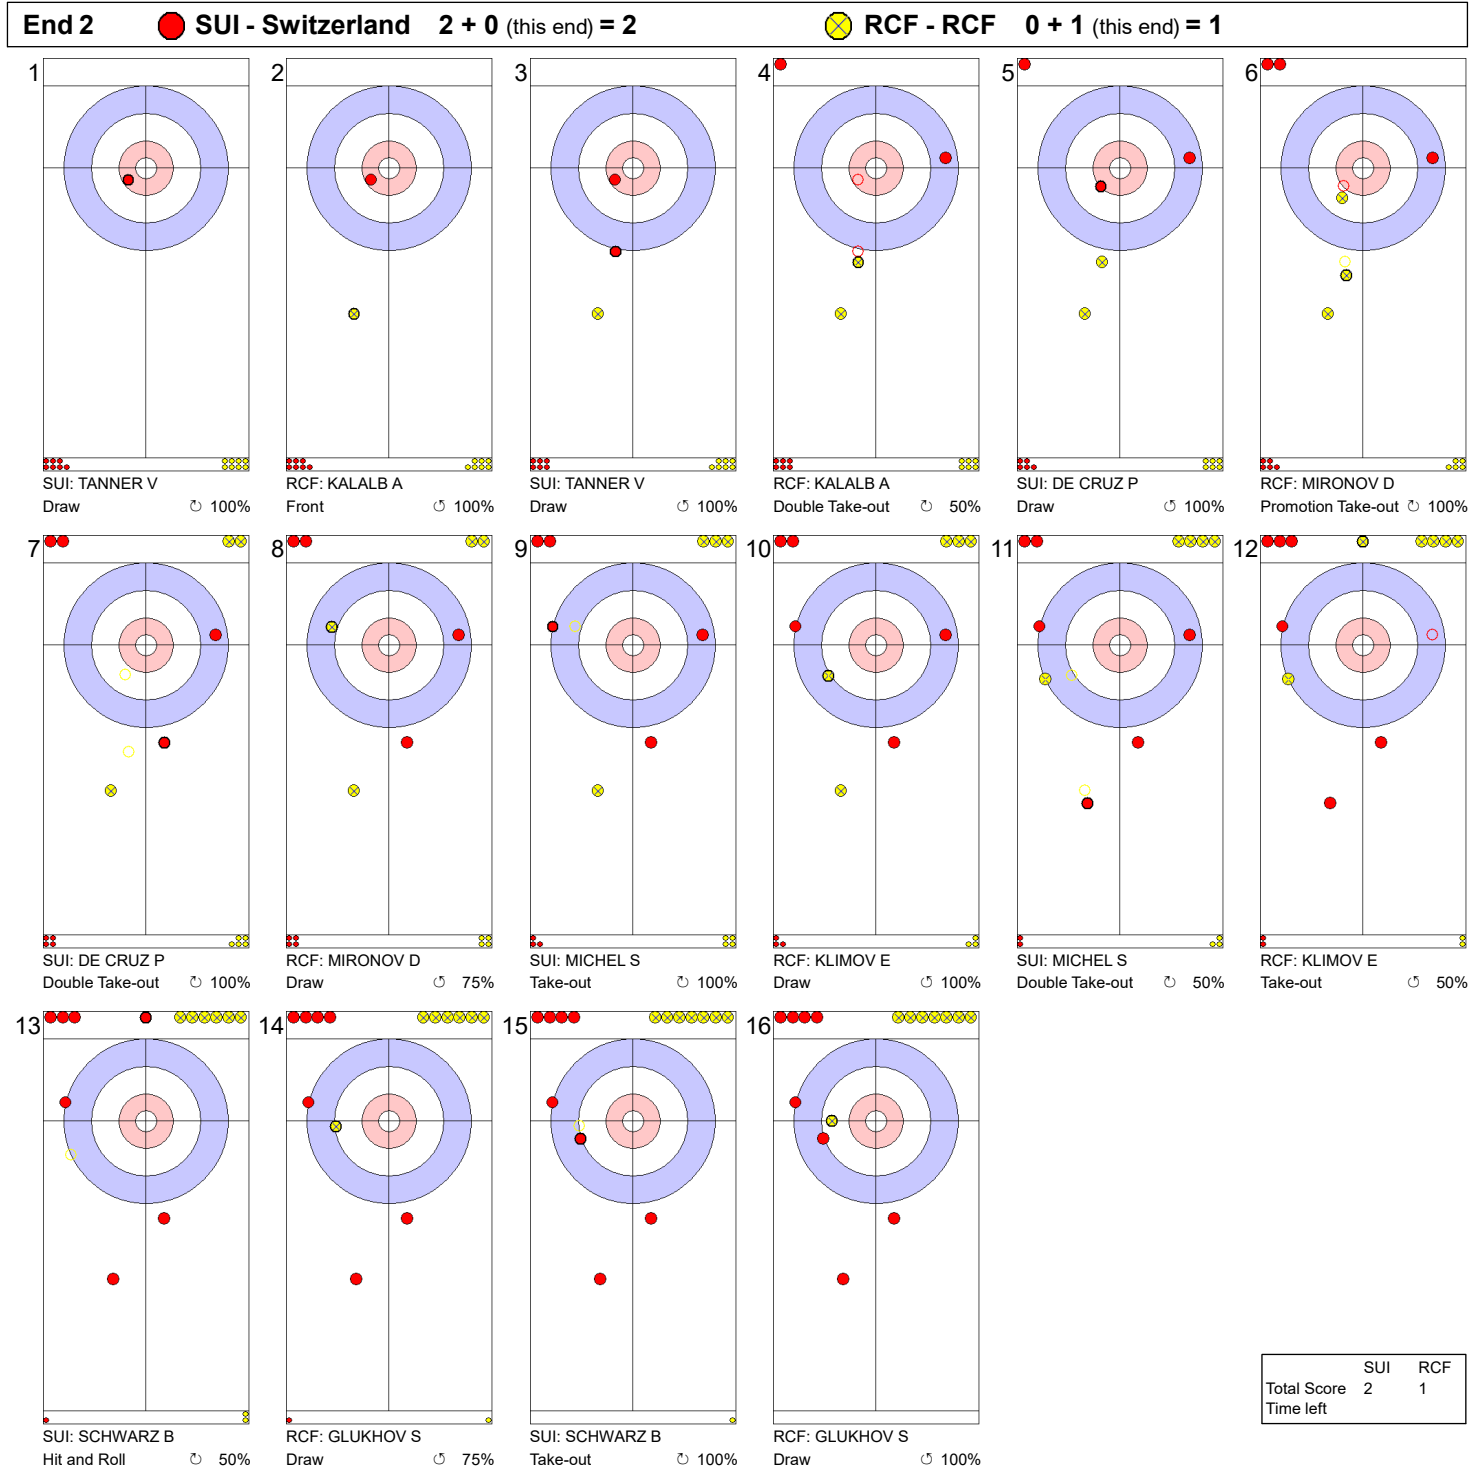 End 2 SUI - Switzerland 2 + 0 (this end) = 2 RCF - RCF 0 + 1 (this end) = 1
1 2 3 4 5 6
SUI: TANNER V RCF: KALALB A SUI: TANNER V RCF: KALALB A SUI: DE CRUZ P RCF: MIRONOV D
Draw ↻ 100% Front ↺ 100% Draw ↺ 100% Double Take-out ↻ 50% Draw ↺ 100% Promotion Take-out ↻ 100%
7 8 9 10 11 12
SUI: DE CRUZ P RCF: MIRONOV D SUI: MICHEL S RCF: KLIMOV E SUI: MICHEL S RCF: KLIMOV E
Double Take-out ↻ 100% Draw ↺ 75% Take-out ↺ 100% Draw ↺ 100% Double Take-out ↻ 50% Take-out ↺ 50%
13 14 15 16
SUI: SCHWARZ B RCF: GLUKHOV S SUI: SCHWARZ B RCF: GLUKHOV S
Hit and Roll ↻ 50% Draw ↺ 75% Take-out ↻ 100% Draw ↺ 100%
SUI RCF
Total Score 2 1
Time left